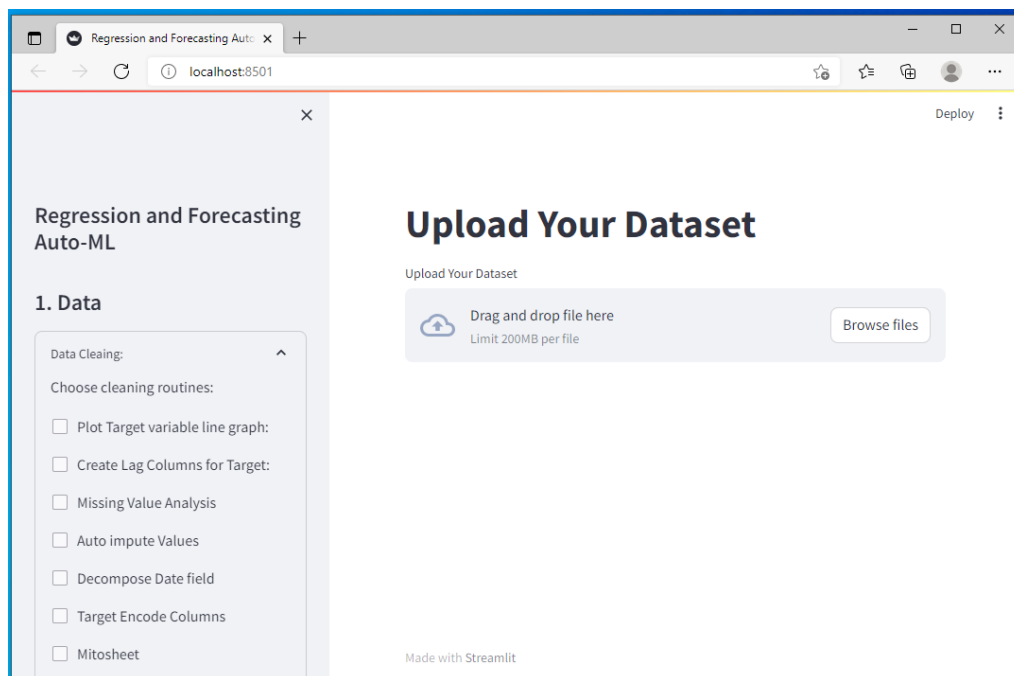 Regression and Forecasting Auto
localhost:8501
Deploy
Regression and Forecasting
Auto-ML
1. Data
Data Cleaing:
Choose cleaning routines:
Plot Target variable line graph:
Create Lag Columns for Target:
Missing Value Analysis
Auto impute Values
Decompose Date field
Target Encode Columns
Mitosheet
Upload Your Dataset
Upload Your Dataset
Drag and drop file here
Limit 200MB per file
Browse files
Made with Streamlit